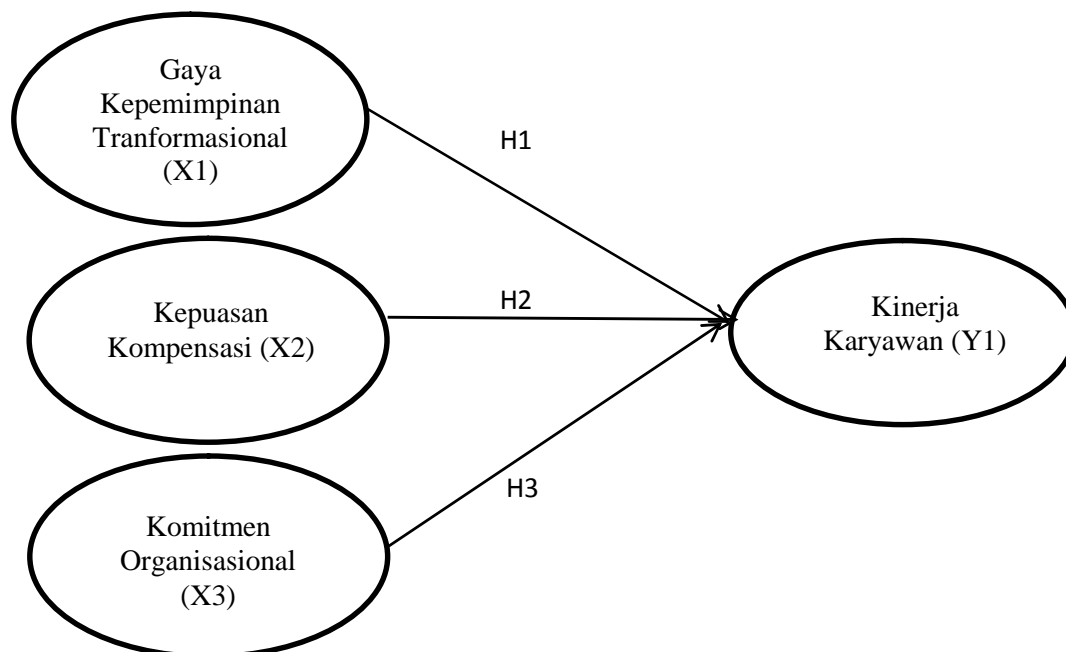 Gaya
Kepemimpinan
Tranformasional
(X1)
H1
Kepuasan
Kompensasi (X2)
H2
Kinerja
Karyawan (Y1)
H3
Komitmen
Organisasional
(X3)